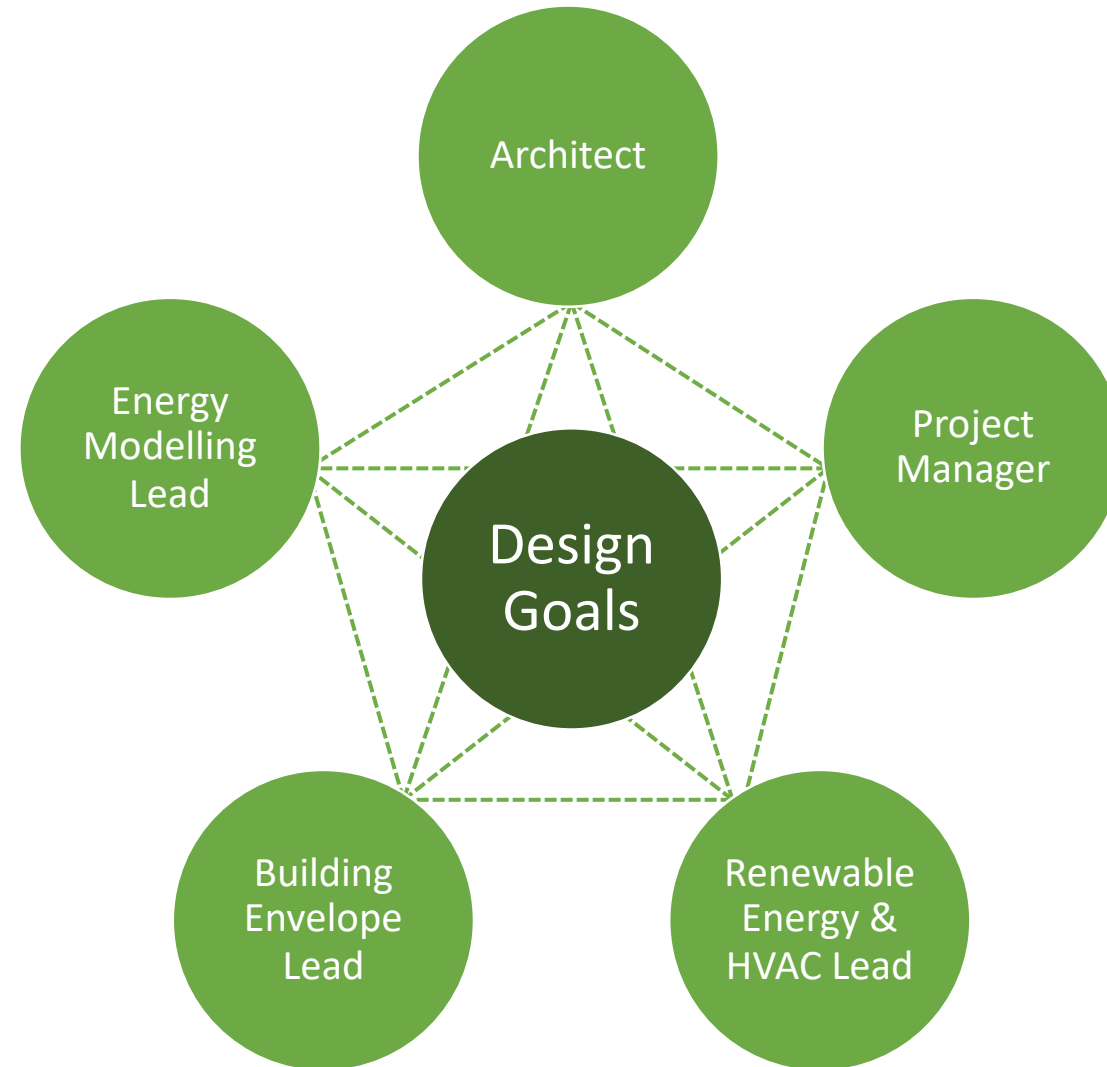 Architect
Project
Manager
Renewable
Energy &
HVAC Lead
Building
Envelope
Lead
Energy
Modelling
Lead
Design
Goals